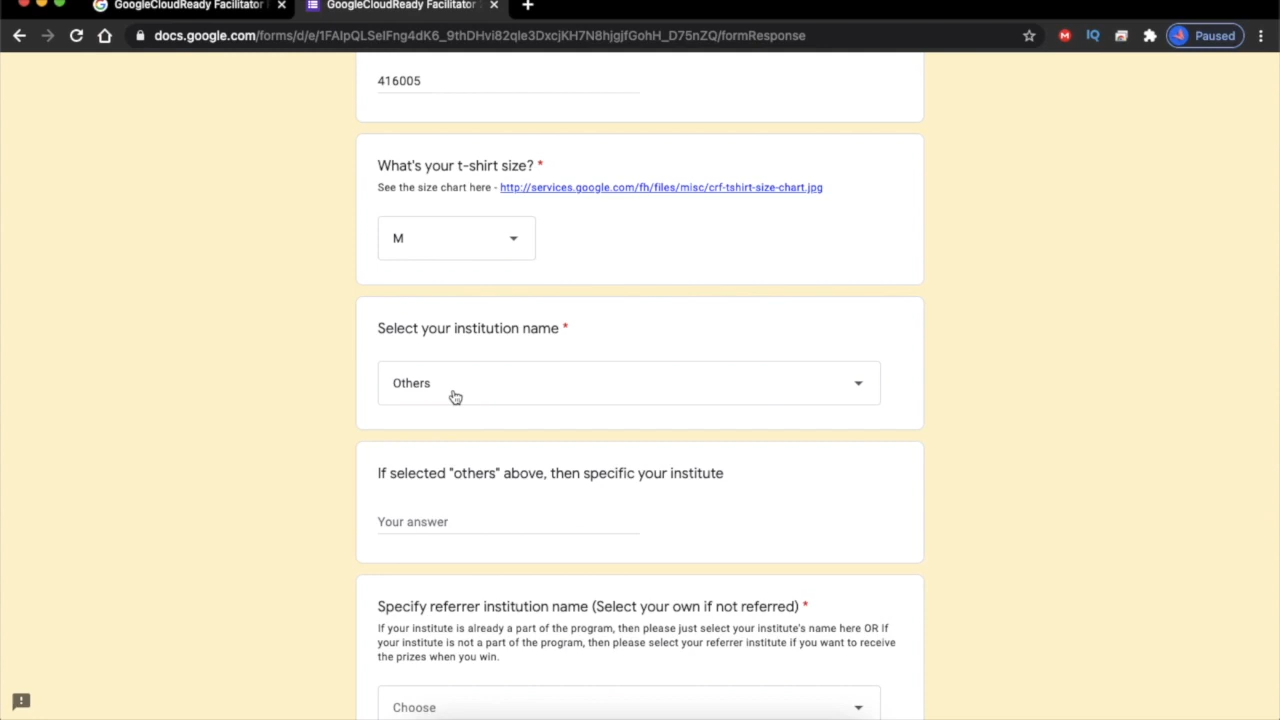 GoogleCloudReady Facilitator
GoogleCloudReady Facilitator
docs.google.com/forms/d/e/1FAIpQLSeIFng4dK6_9thDHvi82qIe3DxcjKH7N8hjgjfGohH_D75nZQ/formResponse
IQ
Paused
416005
What's your t-shirt size? *
See the size chart here - http://services.google.com/fh/files/misc/crf-tshirt-size-chart.jpg
M
Select your institution name *
Others
If selected "others" above, then specific your institute
Your answer
Specify referrer institution name (Select your own if not referred) *
If your institute is already a part of the program, then please just select your institute's name here OR If
your institute is not a part of the program, then please select your referrer institute if you want to receive
the prizes when you win.
Choose